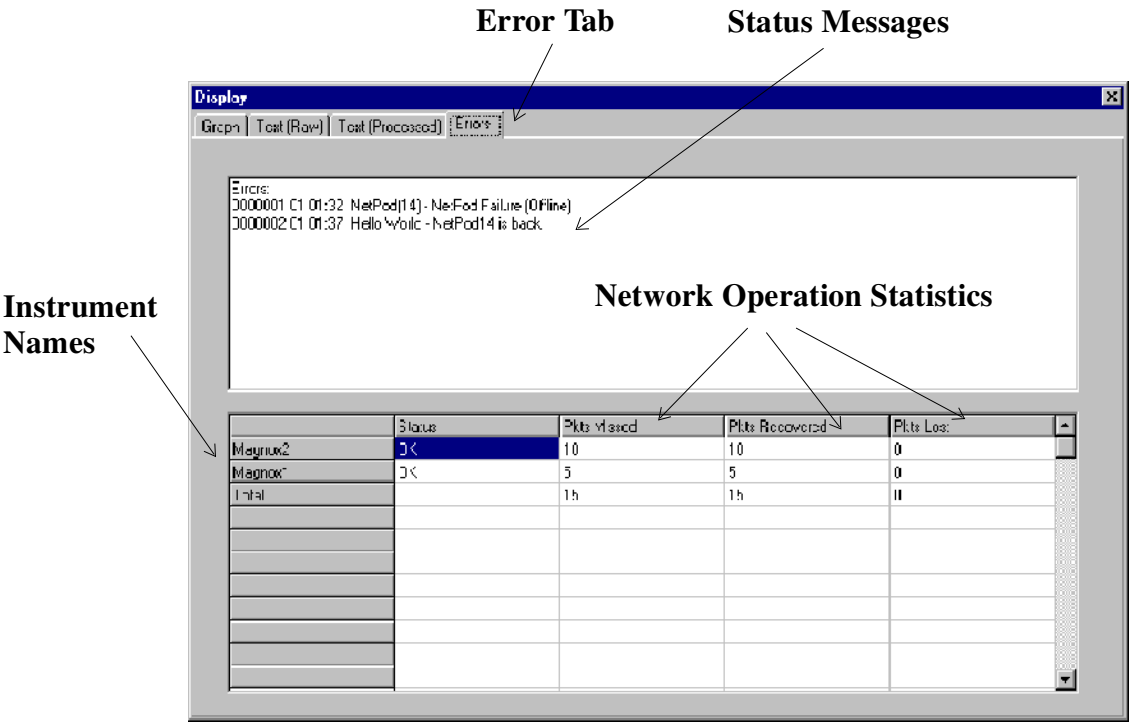 Error Tab Status Messages
Display
Graph Text (Raw) Text (Processed) Errors
Errors:
0000001 01 01:32 NetPod(14) - NetPod Failure (Offline)
0000002 01 01:37 Hello World - NetPod14 is back
Network Operation Statistics
Instrument
Names
Status Pkts Missed Pkts Recovered Pkts Lost
Magnox2 OK 10 10 0
Magnox1 OK 5 5 0
Total 15 15 0